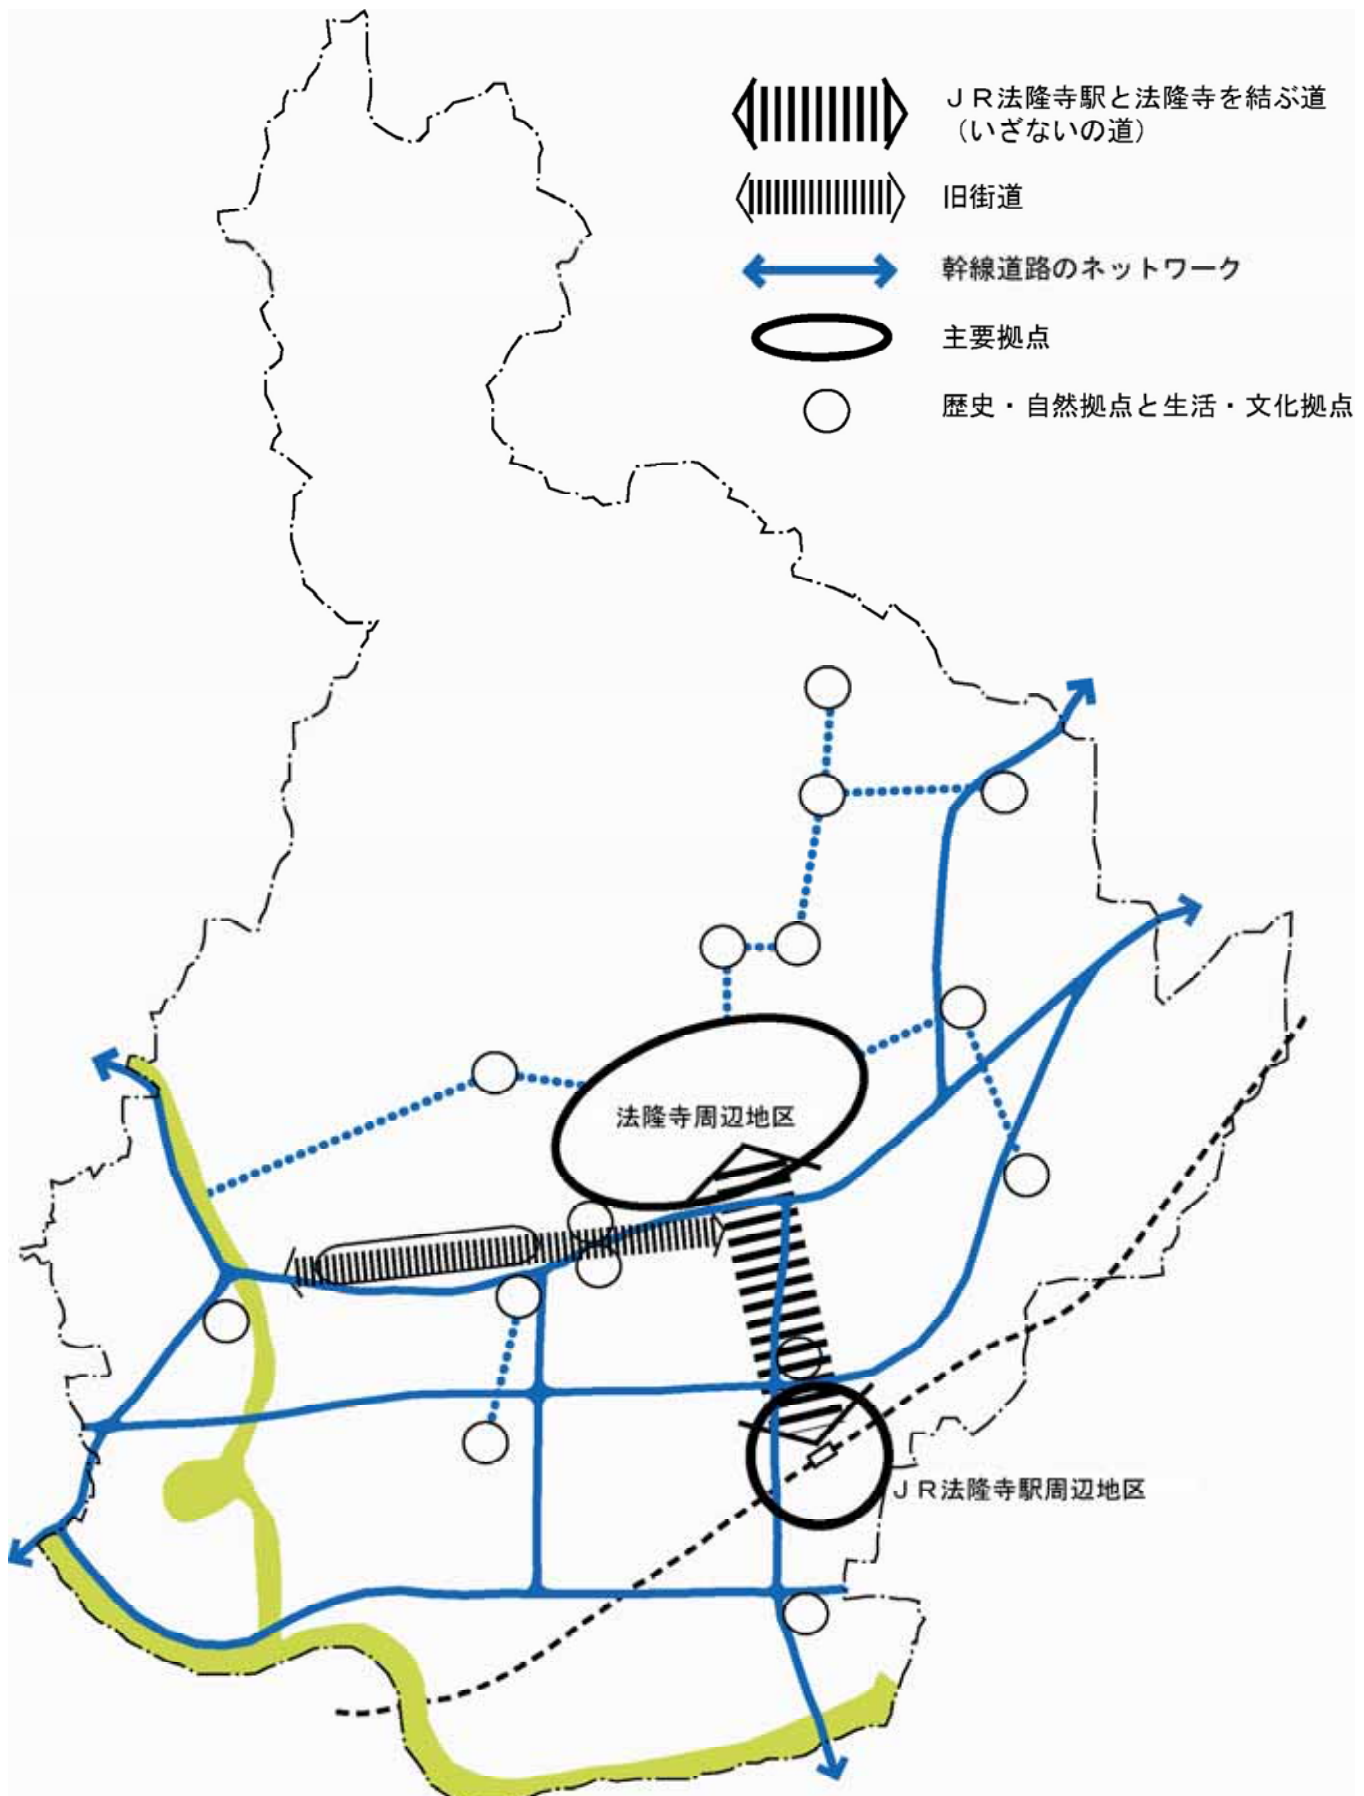 ＪＲ法隆寺駅と法隆寺を結ぶ道
（いざないの道）
旧街道
幹線道路のネットワーク
主要拠点
歴史・自然拠点と生活・文化拠点
法隆寺周辺地区
ＪＲ法隆寺駅周辺地区